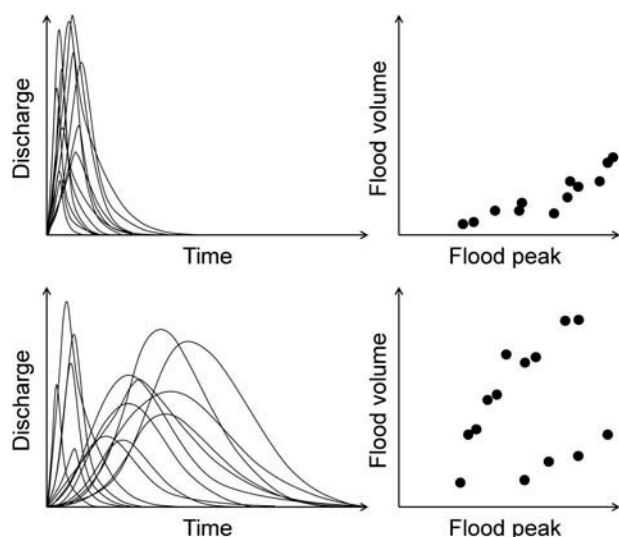 Discharge
Time
Flood volume
Flood peak
Discharge
Time
Flood volume
Flood peak